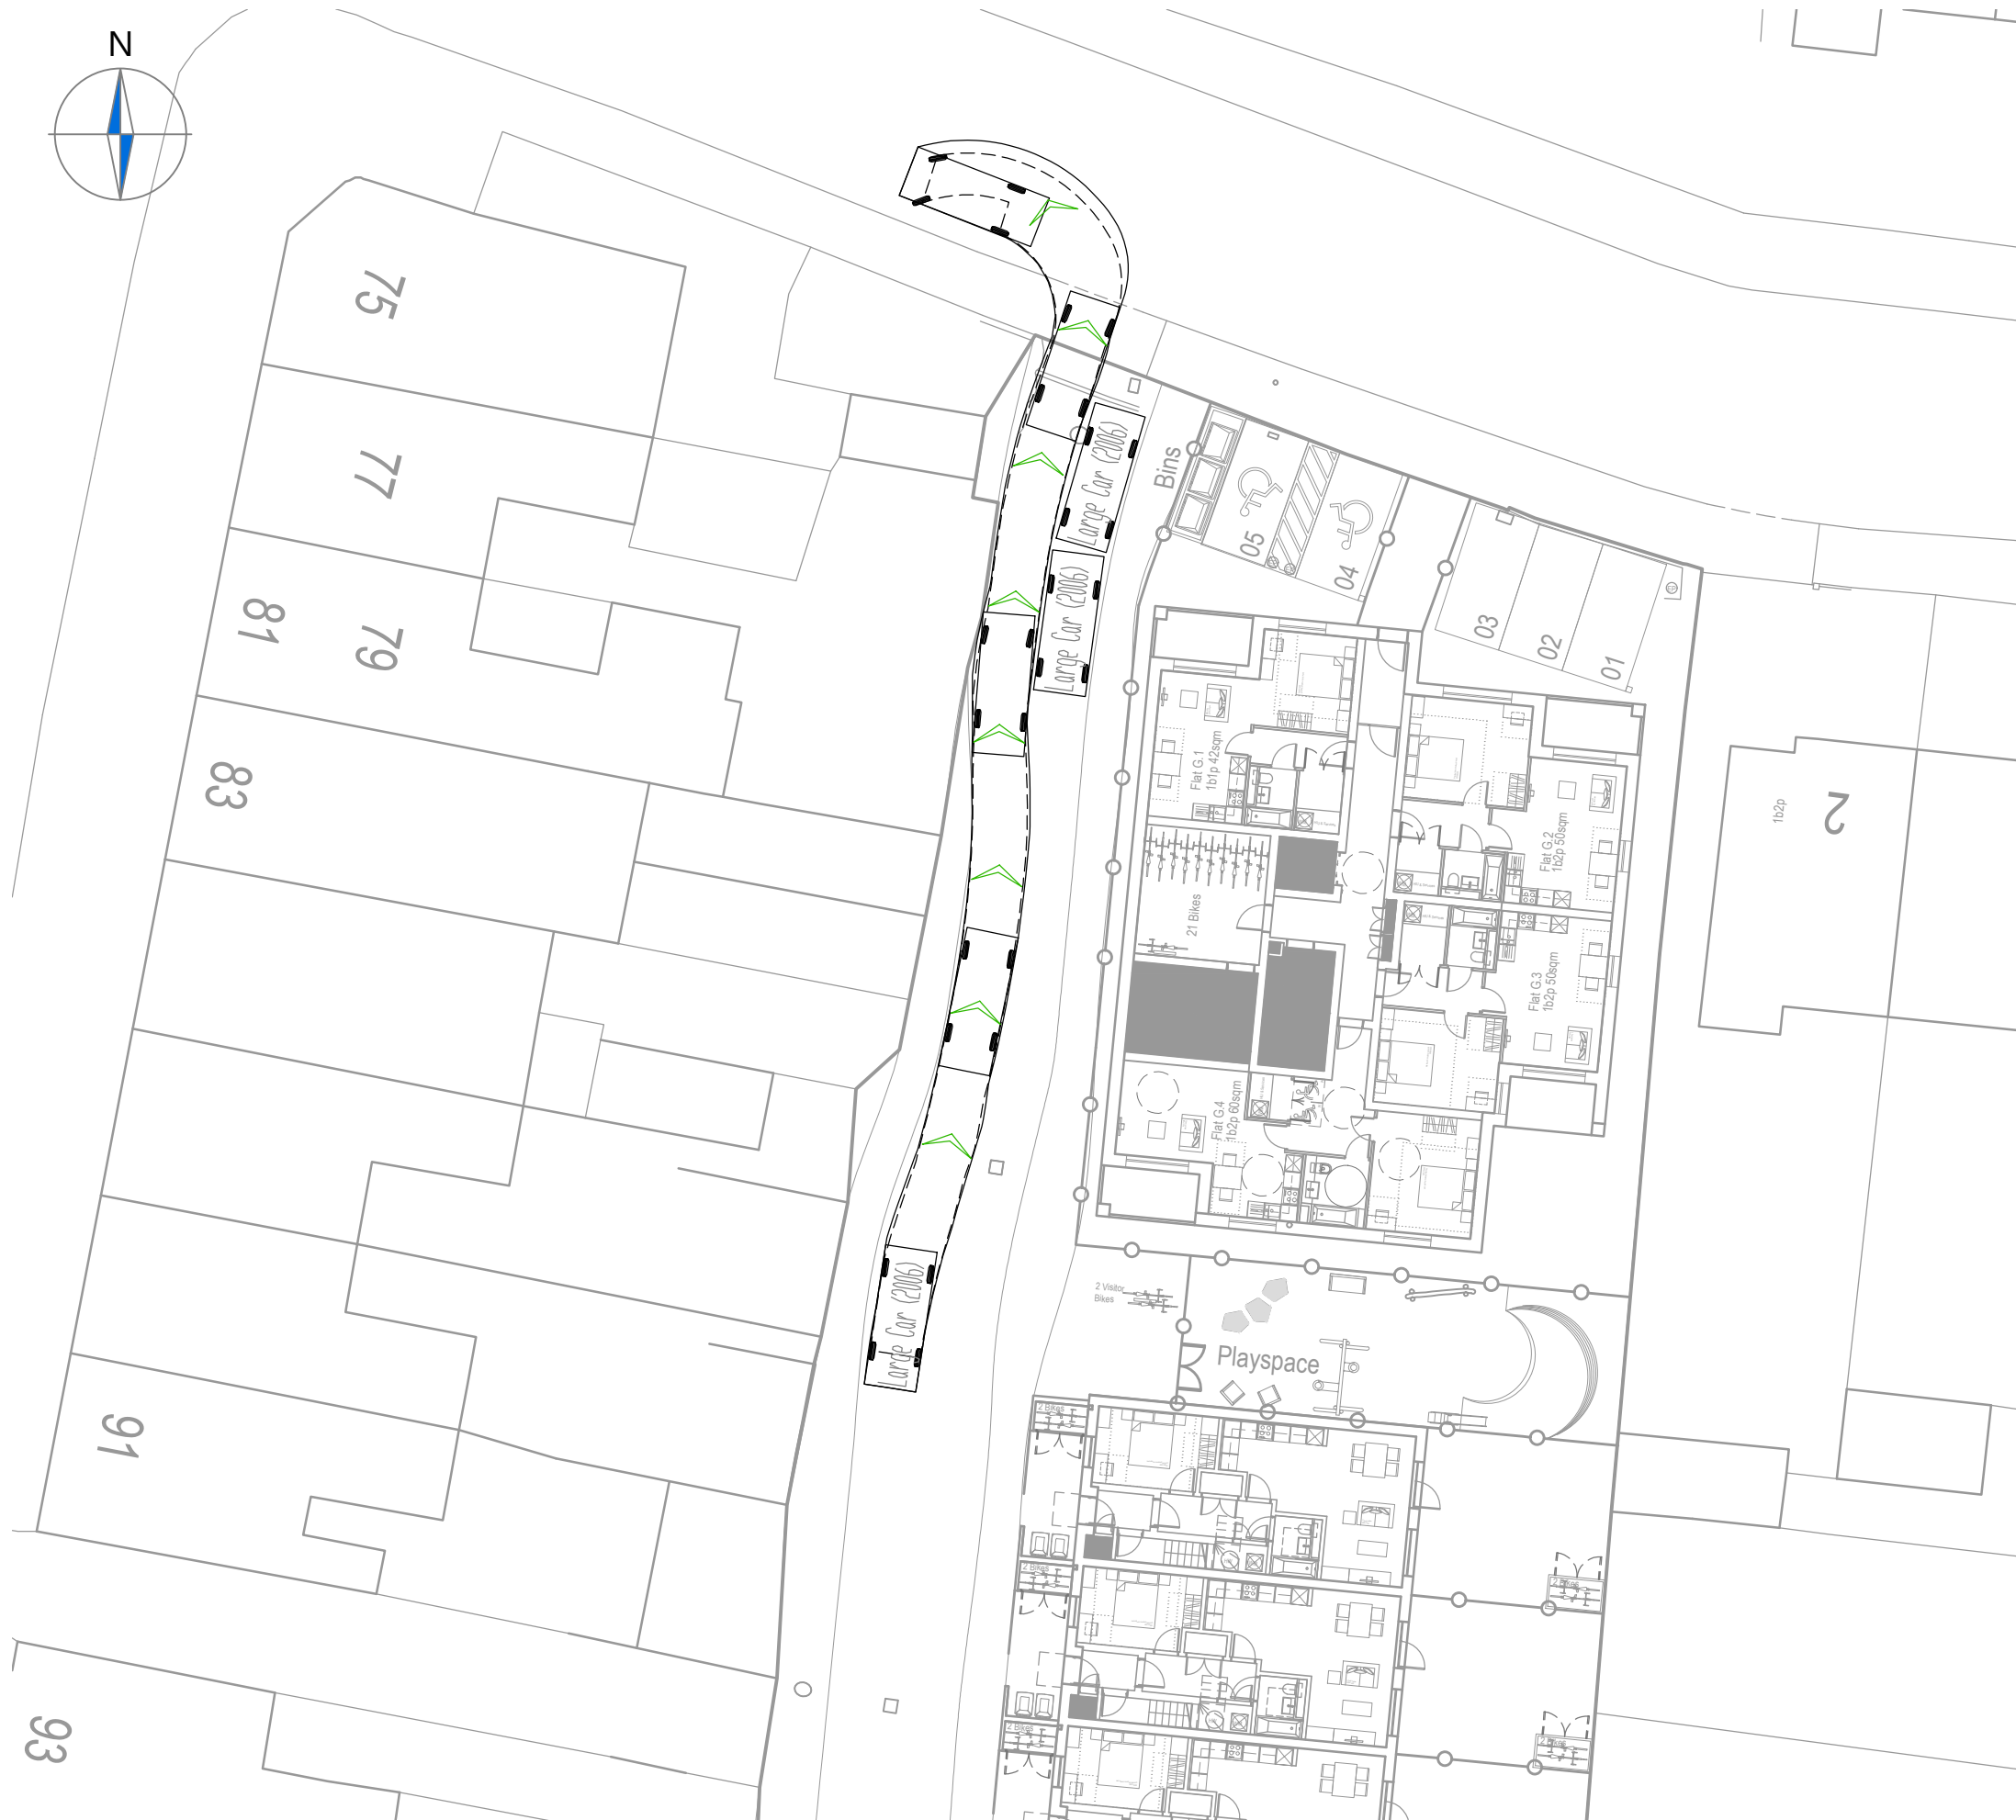 N
75
77
79
81
83
91
93
2
1b2p
Large Car (2006)
Large Car (2006)
Large Car (2006)
Bins
05
04
03
02
01
Flat G.1
1b1p 42sqm
Flat G.2
1b2p 50sqm
Flat G.3
1b2p 50sqm
Flat G.4
1b2p 60sqm
21 Bikes
2 Visitor
Bikes
Playspace
2 Bikes
2 Bikes
2 Bikes
2 Bikes
2 Bikes